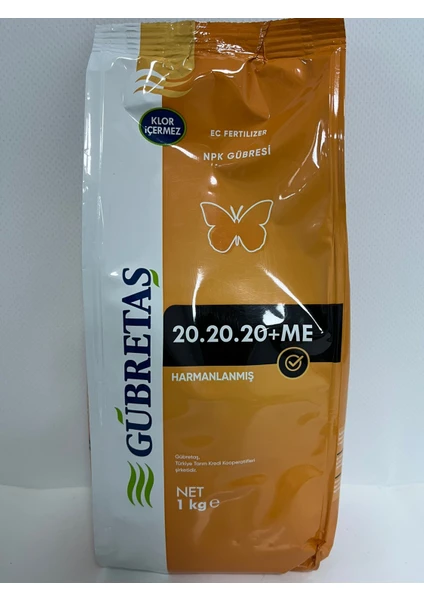 KLOR
İÇERMEZ
EC FERTILIZER
NPK GÜBRESİ
GÜBRETAŞ
20.20.20+ME
HARMANLANMIŞ
Gübretaş,
Türkiye Tarım Kredi Kooperatifleri
iştirakidir.
NET
1 kg e